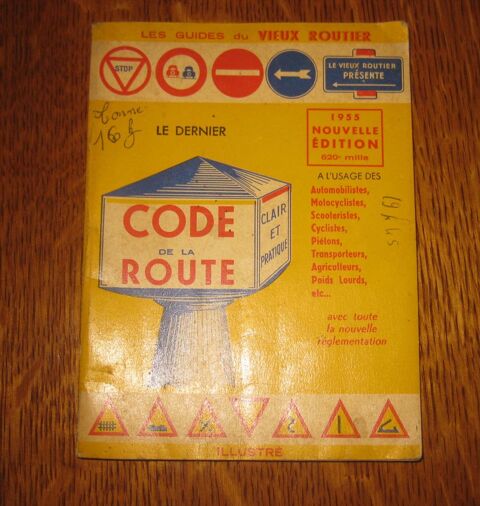 LES GUIDES du VIEUX ROUTIER
STOP
LE VIEUX ROUTIER
PRÉSENTE
160 f
LE DERNIER
1955
NOUVELLE
ÉDITION
620e mille
A L'USAGE DES
Automobilistes,
Motocyclistes,
Scooteristes,
Cyclistes,
Piétons,
Transporteurs,
Agriculteurs,
Poids Lourds,
etc...
CODE
DE LA
ROUTE
CLAIR
ET
PRATIQUE
avec toute
la nouvelle
réglementation
ILLUSTRÉ